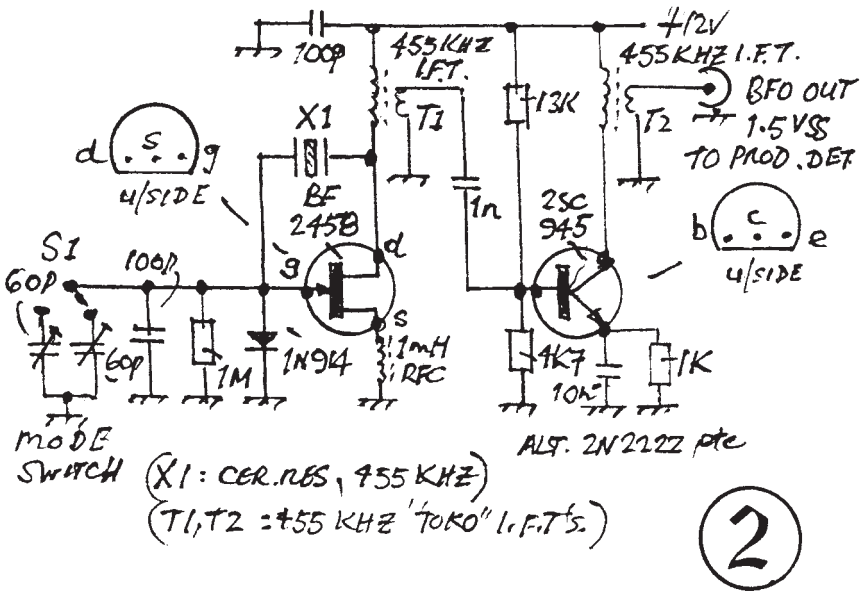 +12V
100p
455KHZ
I.F.T.
455KHZ I.F.T.
X1
T1
13K
T2
BFO OUT
1.5VSS
TO PROD. DET.
d s g
U/SIDE
BF
245B
1n
2SC
945
b c e
U/SIDE
S1
60p
100p
g
d
s
60p
1M
1N914
1mH
RFC
4K7
10n
1K
MODE
SWITCH
ALT. 2N2222 etc
(X1: CER.RES, 455 KHZ)
(T1,T2 = 455 KHZ "TOKO" I.F.T's.)
2